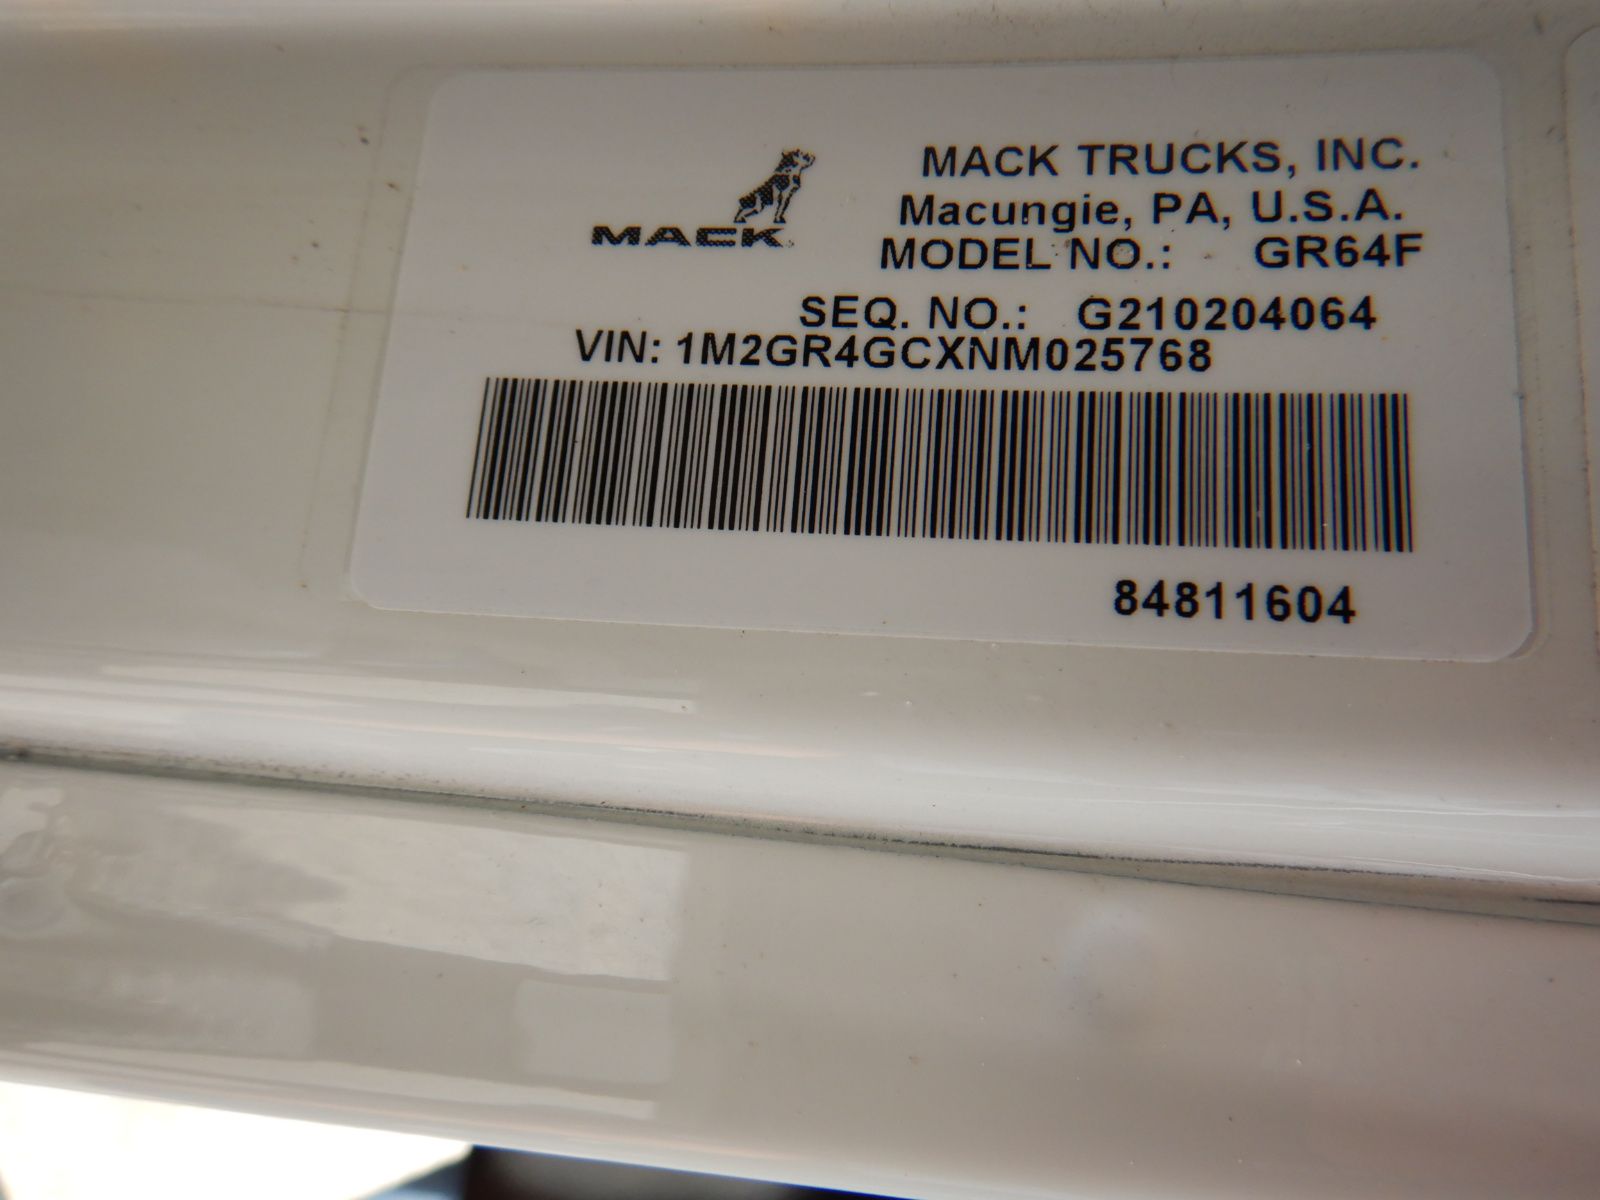 MACK
MACK TRUCKS, INC.
Macungie, PA, U.S.A.
MODEL NO.: GR64F
SEQ. NO.: G210204064
VIN: 1M2GR4GCXNM025768
84811604